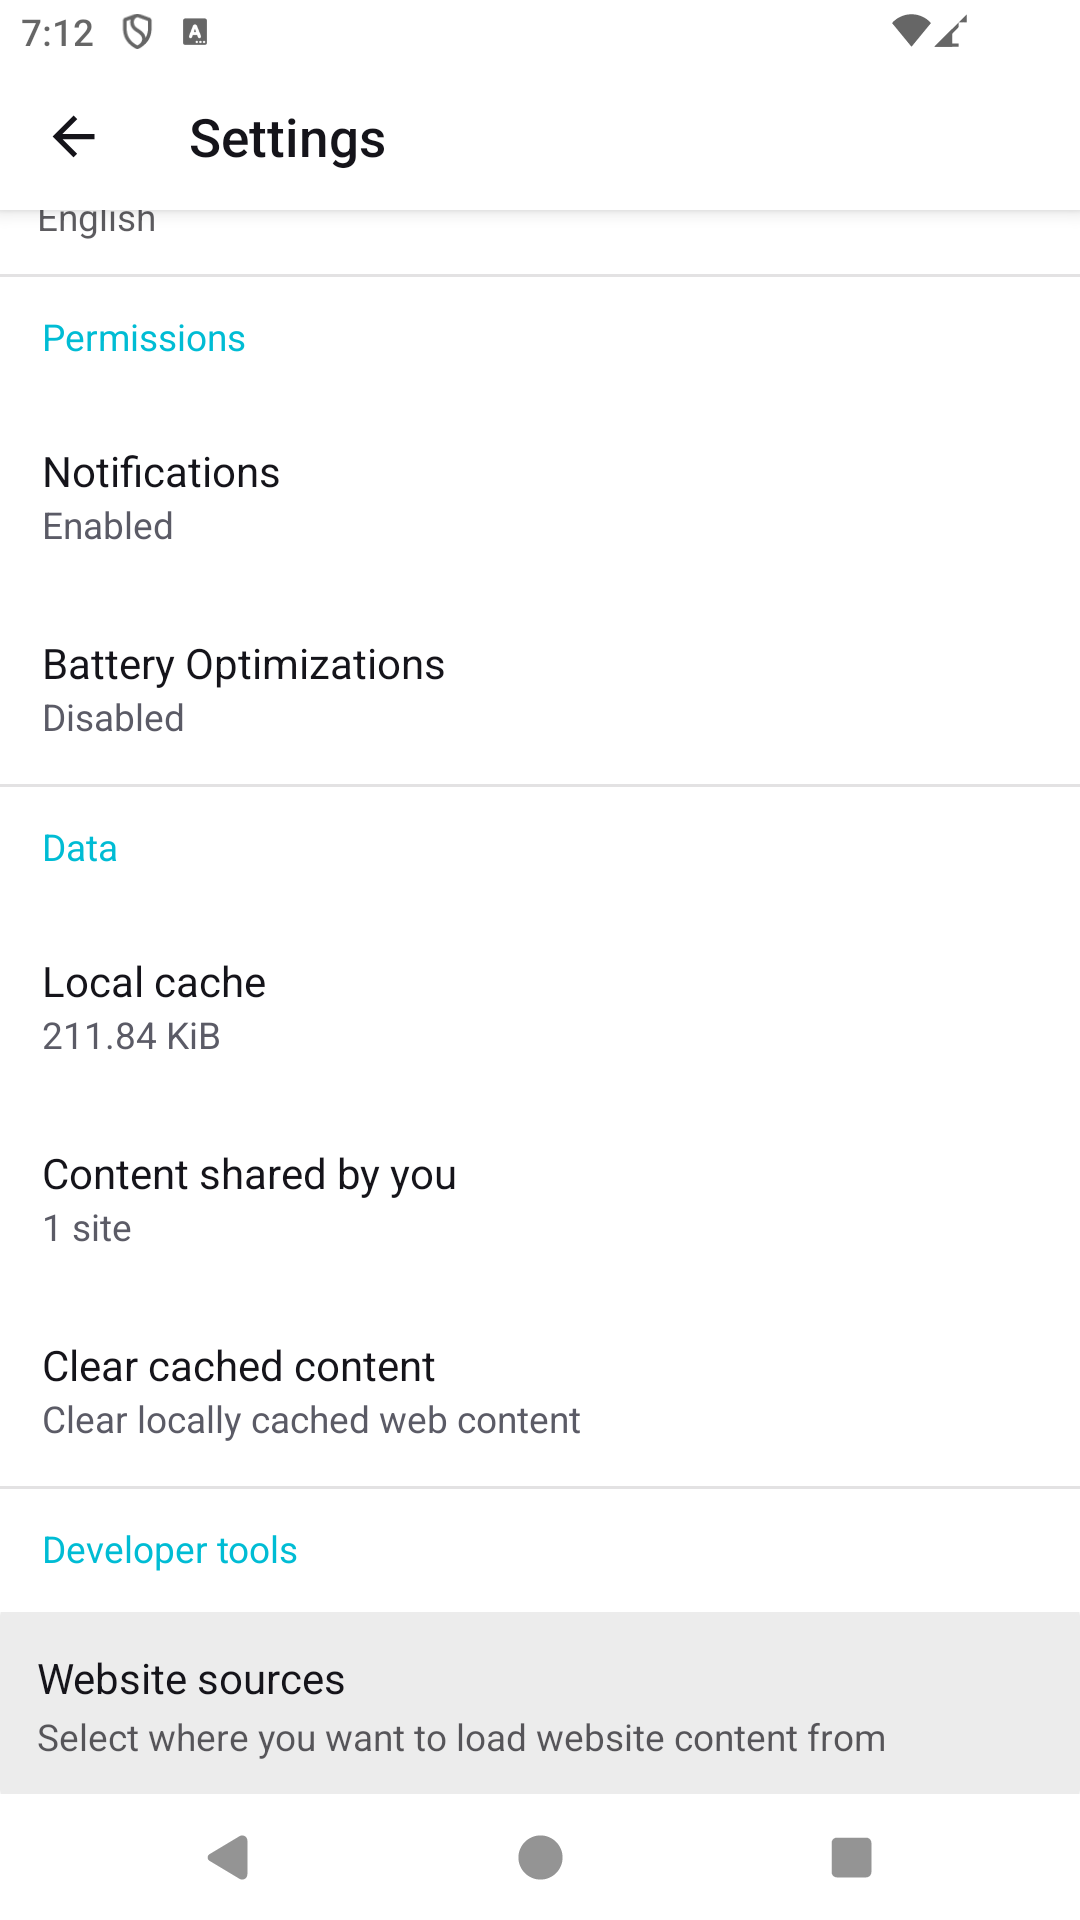 7:12
Settings
English
Permissions
Notifications
Enabled
Battery Optimizations
Disabled
Data
Local cache
211.84 KiB
Content shared by you
1 site
Clear cached content
Clear locally cached web content
Developer tools
Website sources
Select where you want to load website content from